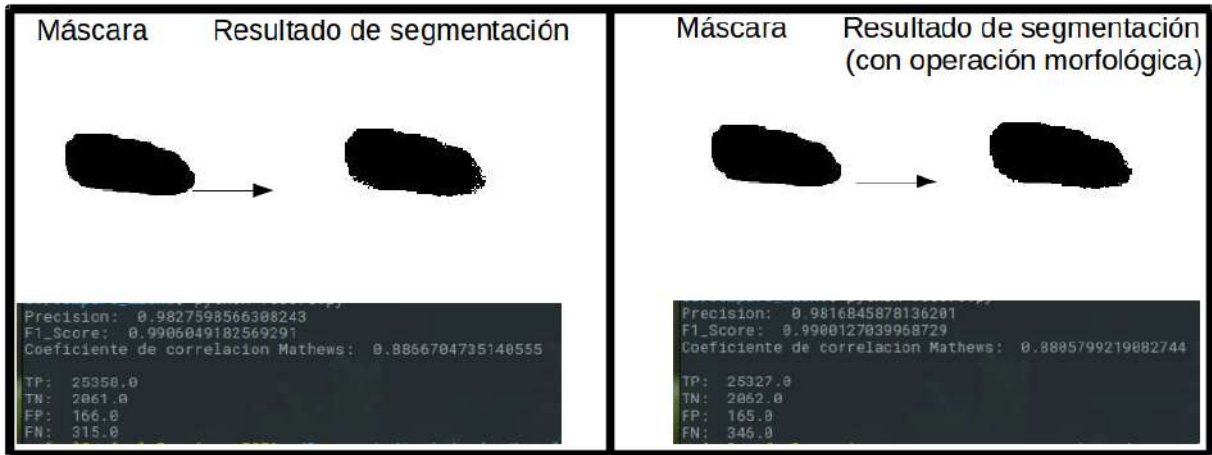 Máscara
Resultado de segmentación
Precision: 0.9827598566308243
F1_Score: 0.9906049182569291
Coeficiente de correlacion Mathews: 0.8866704735140555
TP: 25358.0
TN: 2061.0
FP: 166.0
FN: 315.0
Máscara
Resultado de segmentación
(con operación morfológica)
Precision: 0.9816845878136201
F1_Score: 0.9900127039968729
Coeficiente de correlacion Mathews: 0.8805799219082744
TP: 25327.0
TN: 2062.0
FP: 165.0
FN: 346.0